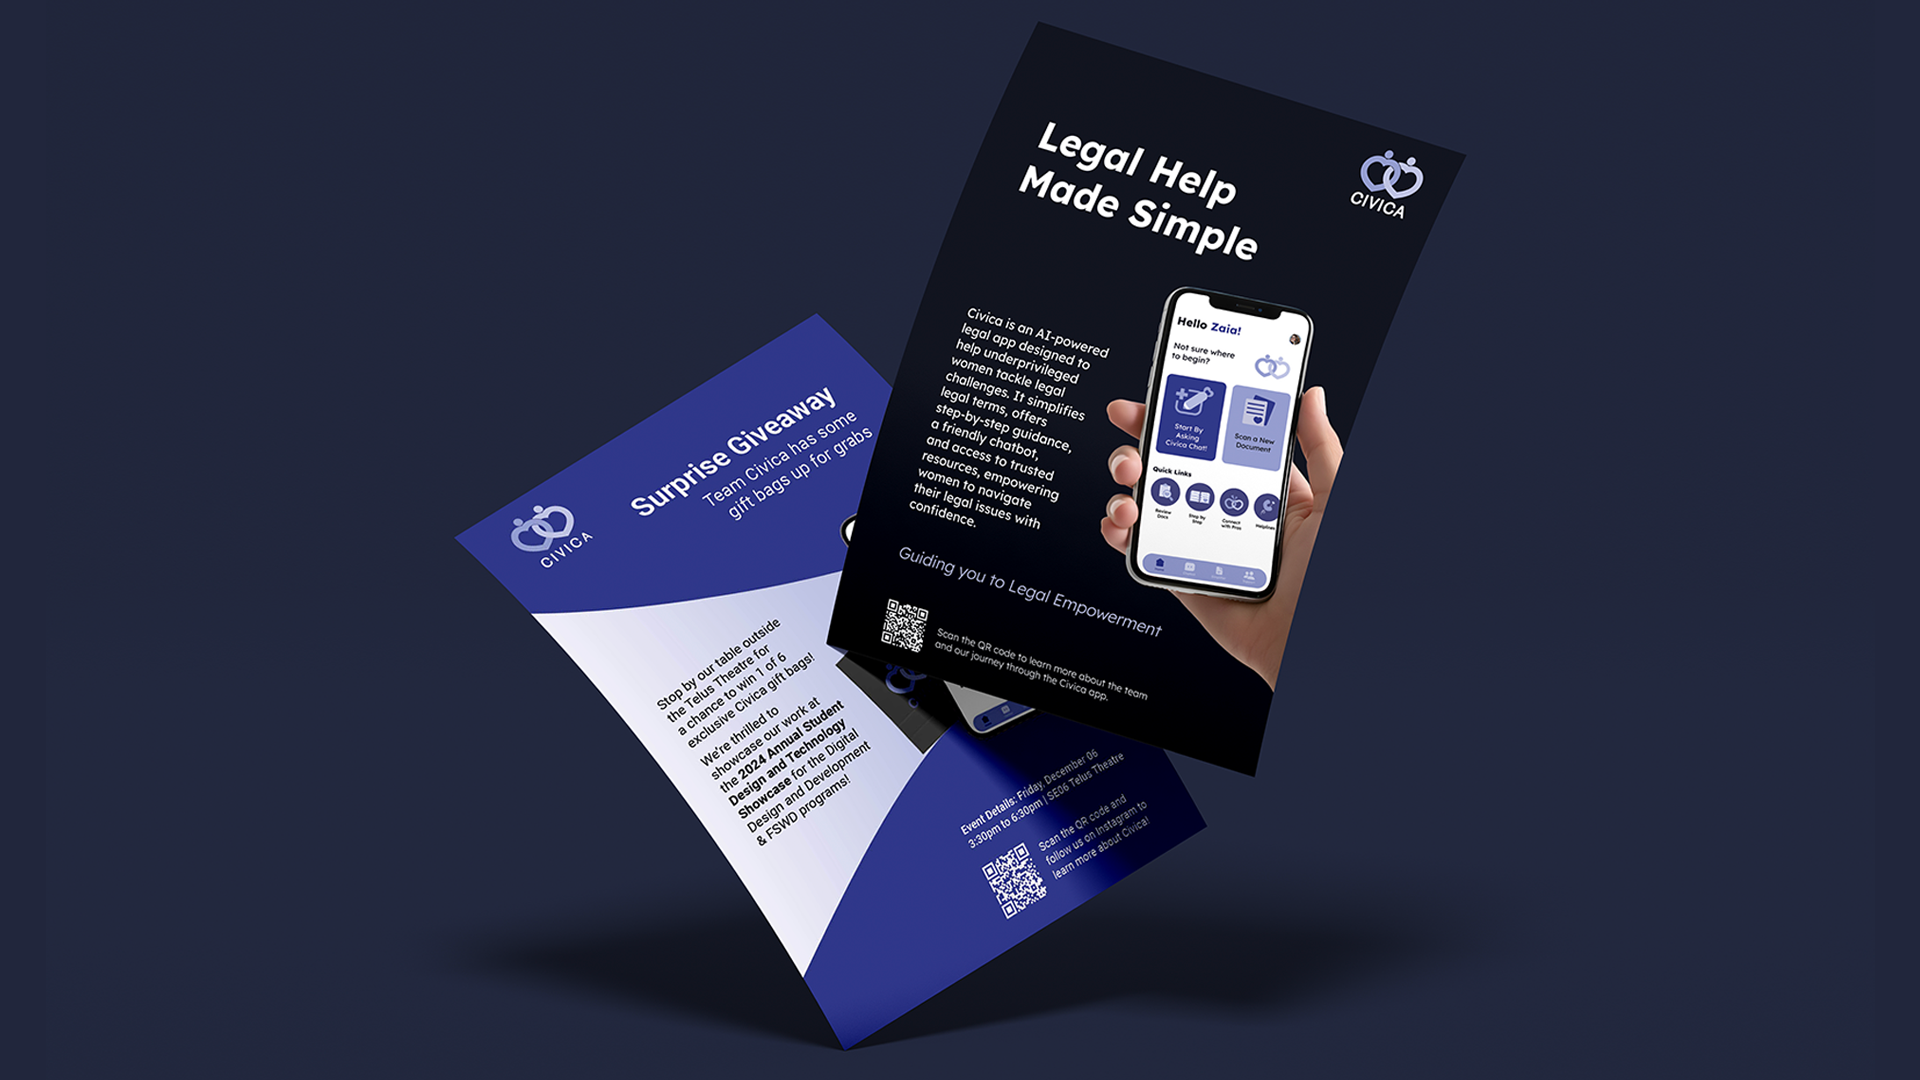 Legal Help
Made Simple
CIVICA
Civica is an AI-powered
legal app designed to
help underprivileged
women tackle legal
challenges. It simplifies
legal terms, offers
step-by-step guidance,
a friendly chatbot,
and access to trusted
resources, empowering
women to navigate
their legal issues with
confidence.
Hello Zaia!
Not sure where
to begin?
Start By
Asking
Civica Chat!
Scan a New
Document
Quick Links
Review
Docs
Step by
Step
Connect
with Pros
Helplines
Guiding you to Legal Empowerment
Scan the QR code to learn more about the team
and our journey through the Civica app.
Surprise Giveaway
Team Civica has some
gift bags up for grabs
CIVICA
Stop by our table outside
the Telus Theatre for
a chance to win 1 of 6
exclusive Civica gift bags!
We're thrilled to
showcase our work at
the 2024 Annual Student
Design and Technology
Showcase for the Digital
Design and Development
& FSWD programs!
Event Details: Friday, December 06
3:30pm to 6:30pm | SE06 Telus Theatre
Scan the QR code and
follow us on Instagram to
learn more about Civica!